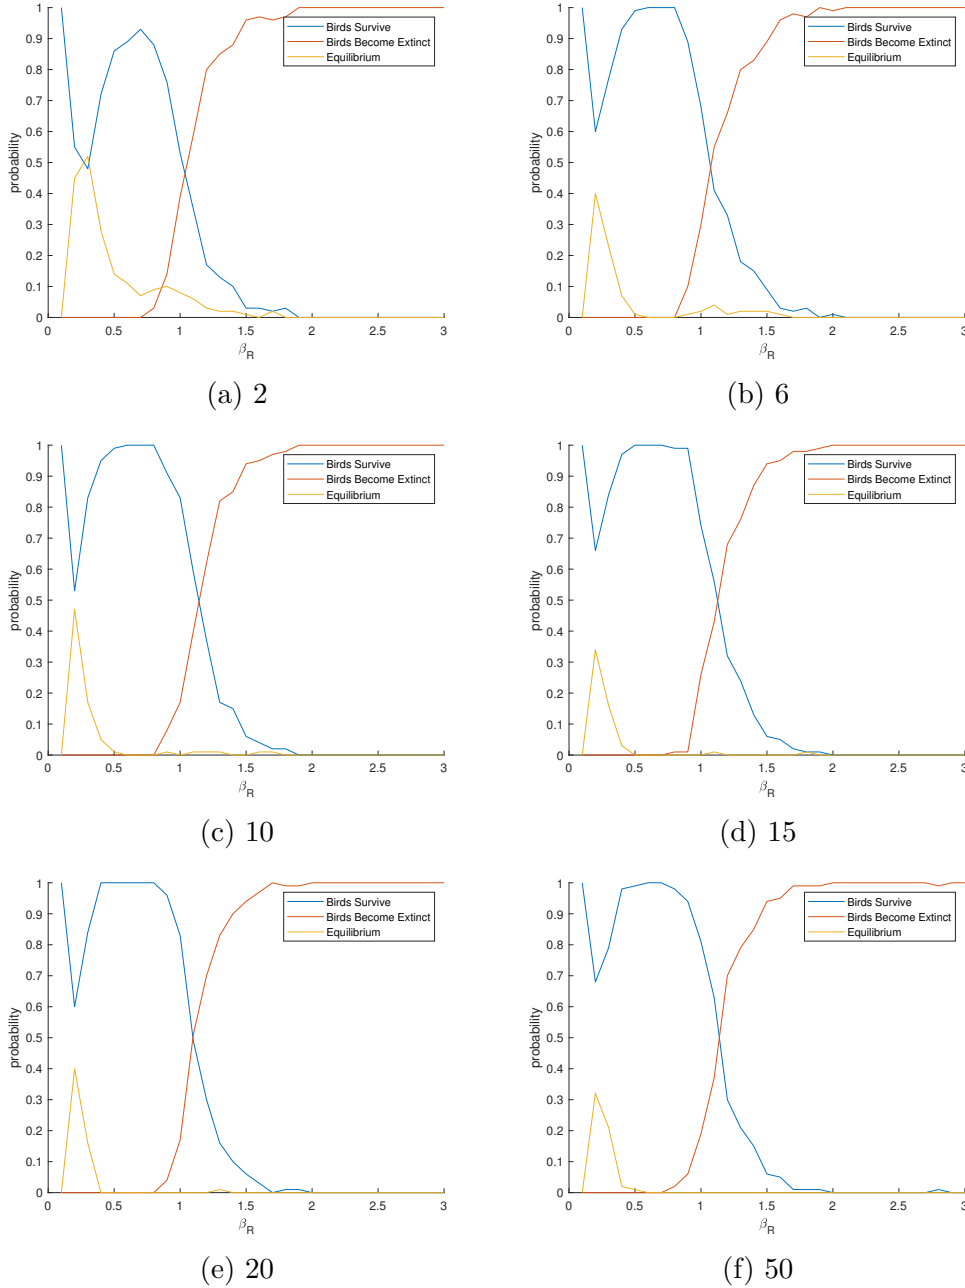 1
0.9
0.8
0.7
0.6
0.5
0.4
0.3
0.2
0.1
0
probability
0 0.5 1 1.5 2 2.5 3
β_R
Birds Survive
Birds Become Extinct
Equilibrium
(a) 2
1
0.9
0.8
0.7
0.6
0.5
0.4
0.3
0.2
0.1
0
probability
0 0.5 1 1.5 2 2.5 3
β_R
Birds Survive
Birds Become Extinct
Equilibrium
(b) 6
1
0.9
0.8
0.7
0.6
0.5
0.4
0.3
0.2
0.1
0
probability
0 0.5 1 1.5 2 2.5 3
β_R
Birds Survive
Birds Become Extinct
Equilibrium
(c) 10
1
0.9
0.8
0.7
0.6
0.5
0.4
0.3
0.2
0.1
0
probability
0 0.5 1 1.5 2 2.5 3
β_R
Birds Survive
Birds Become Extinct
Equilibrium
(d) 15
1
0.9
0.8
0.7
0.6
0.5
0.4
0.3
0.2
0.1
0
probability
0 0.5 1 1.5 2 2.5 3
β_R
Birds Survive
Birds Become Extinct
Equilibrium
(e) 20
1
0.9
0.8
0.7
0.6
0.5
0.4
0.3
0.2
0.1
0
probability
0 0.5 1 1.5 2 2.5 3
β_R
Birds Survive
Birds Become Extinct
Equilibrium
(f) 50